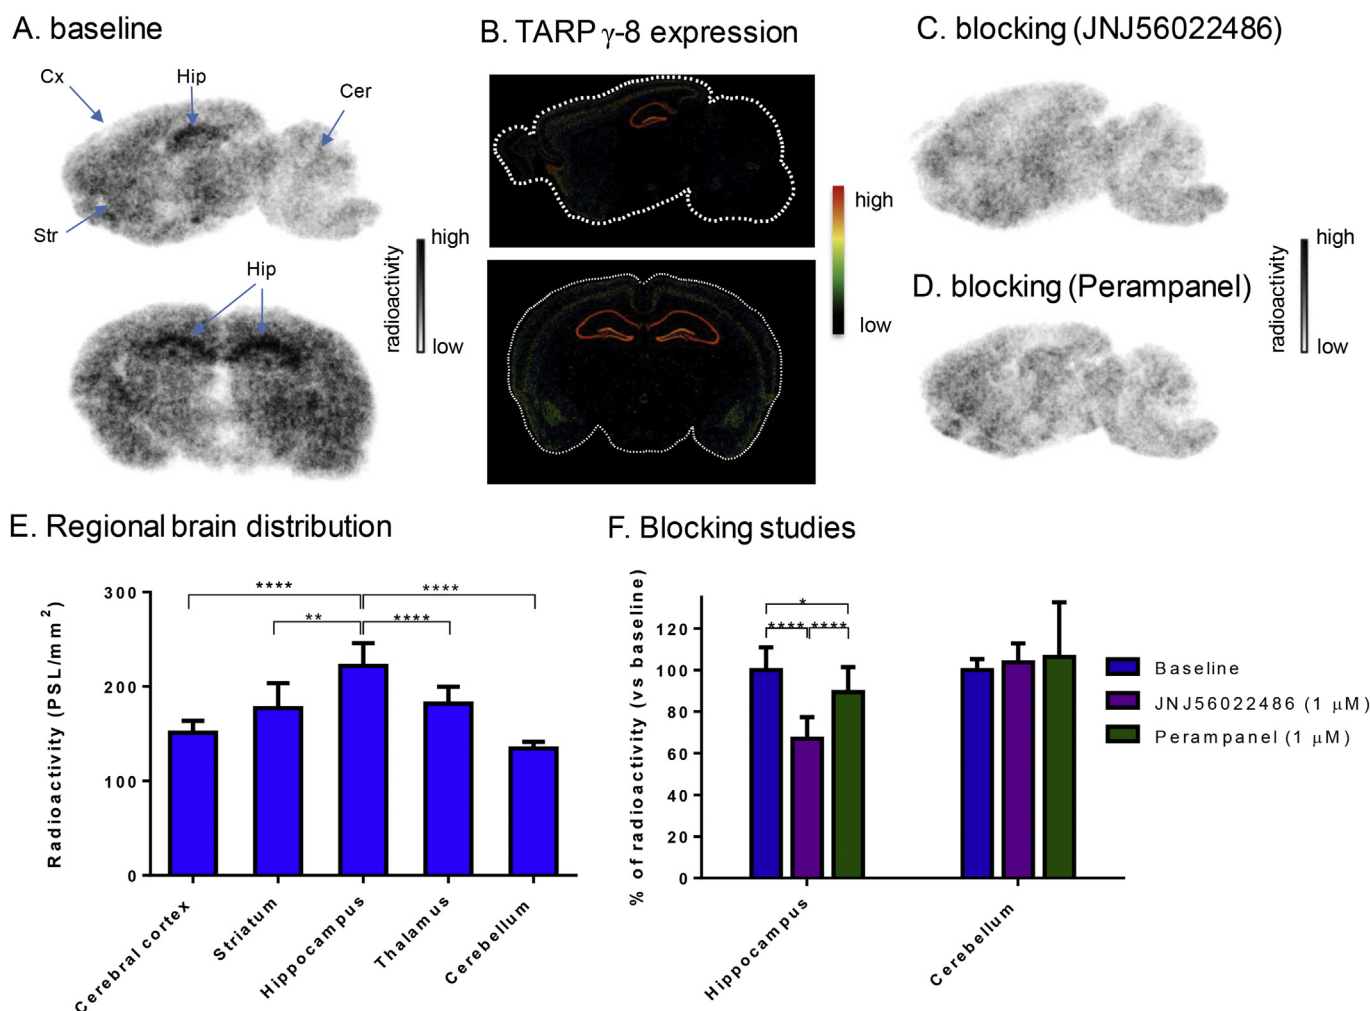 A. baseline
B. TARP γ-8 expression
C. blocking (JNJ56022486)
Cx
Hip
Cer
Str
Hip
high
radioactivity
low
high
low
high
radioactivity
low
D. blocking (Perampanel)
E. Regional brain distribution
F. Blocking studies
Radioactivity (PSL/mm²)
300
200
100
0
****
****
**
****
Cerebral cortex
Striatum
Hippocampus
Thalamus
Cerebellum
% of radioactivity (vs baseline)
120
100
80
60
40
20
0
*
****
****
Hippocampus
Cerebellum
Baseline
JNJ56022486 (1 μM)
Perampanel (1 μM)